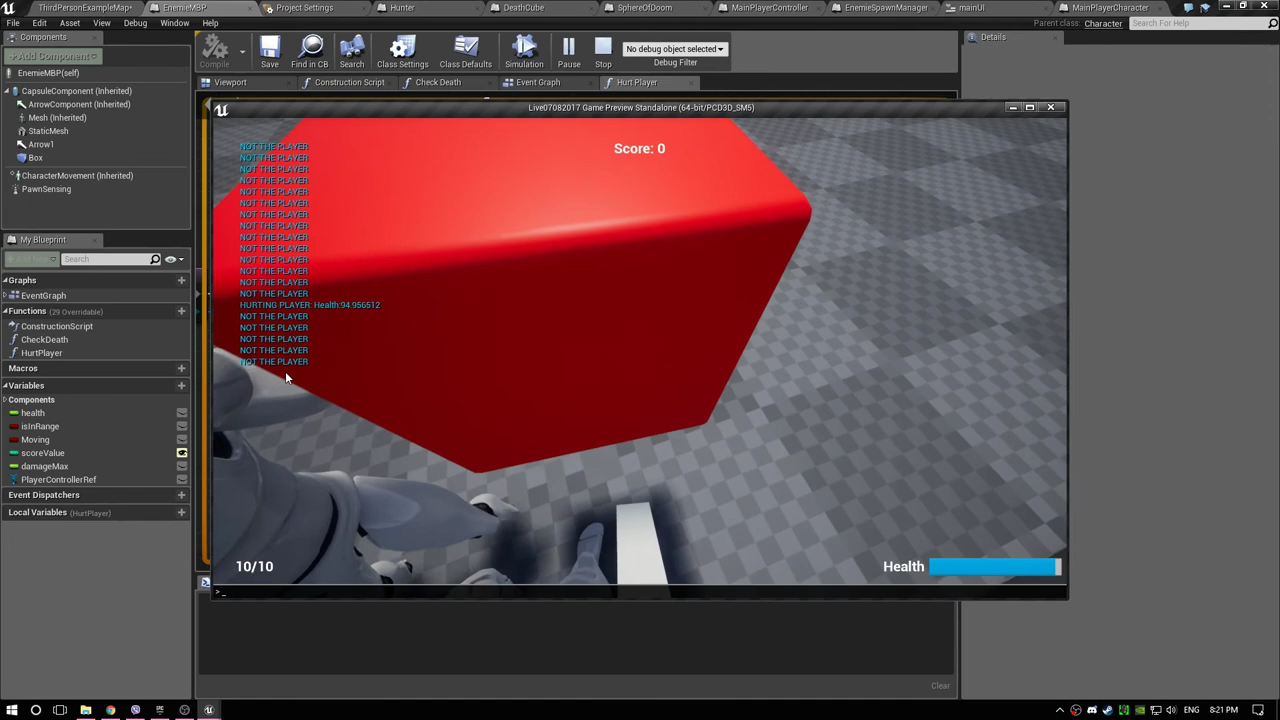 ThirdPersonExampleMap*
EnemieMBP
Project Settings
Hunter
DeathCube
SphereOfDoom
MainPlayerController
EnemieSpawnManager
mainUI
MainPlayerCharacter
File Edit Asset View Debug Window Help
Parent class: Character
Search For Help
Components
+Add Component
EnemieMBP(self)
CapsuleComponent (Inherited)
ArrowComponent (Inherited)
Mesh (Inherited)
StaticMesh
Arrow1
Box
CharacterMovement (Inherited)
PawnSensing
Compile
Save
Find in CB
Search
Class Settings
Class Defaults
Simulation
Pause
Stop
No debug object selected
Debug Filter
Details
Viewport
Construction Script
Check Death
Event Graph
Hurt Player
Live07082017 Game Preview Standalone (64-bit/PCD3D_SM5)
NOT THE PLAYER
NOT THE PLAYER
NOT THE PLAYER
NOT THE PLAYER
NOT THE PLAYER
NOT THE PLAYER
NOT THE PLAYER
NOT THE PLAYER
NOT THE PLAYER
NOT THE PLAYER
NOT THE PLAYER
NOT THE PLAYER
NOT THE PLAYER
NOT THE PLAYER
HURTING PLAYER: Health:94.956512
NOT THE PLAYER
NOT THE PLAYER
NOT THE PLAYER
NOT THE PLAYER
NOT THE PLAYER
Score: 0
10/10
Health
>_
My Blueprint
+Add New
Search
Graphs
EventGraph
Functions (29 Overridable)
ConstructionScript
CheckDeath
HurtPlayer
Macros
Variables
Components
health
isInRange
Moving
scoreValue
damageMax
PlayerControllerRef
Event Dispatchers
Local Variables (HurtPlayer)
Clear
ENG
8:21 PM